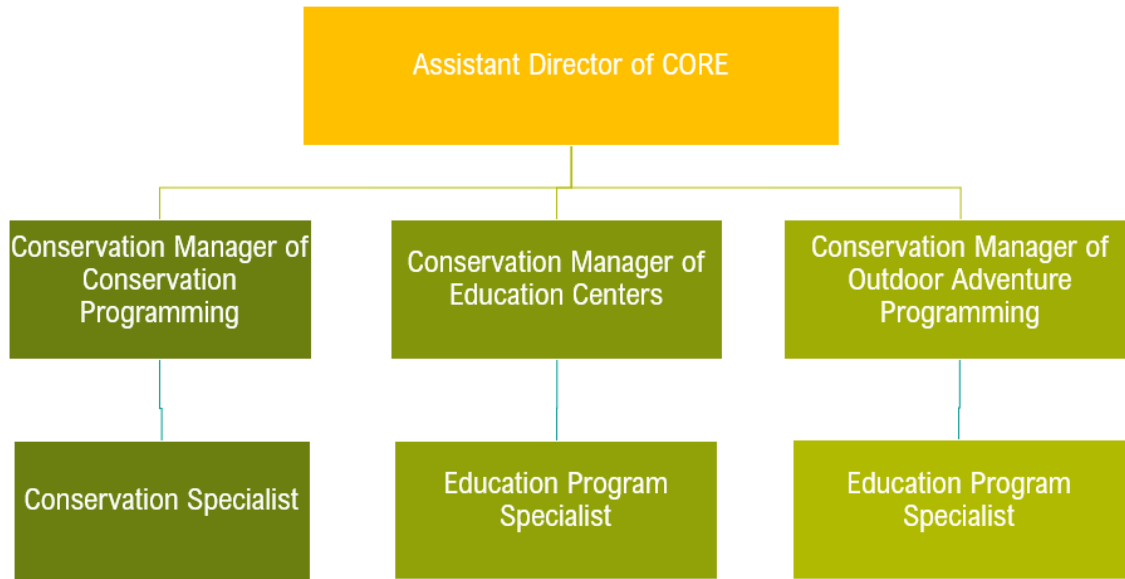 Assistant Director of CORE
Conservation Manager of
Conservation
Programming
Conservation Manager of
Education Centers
Conservation Manager of
Outdoor Adventure
Programming
Conservation Specialist
Education Program
Specialist
Education Program
Specialist